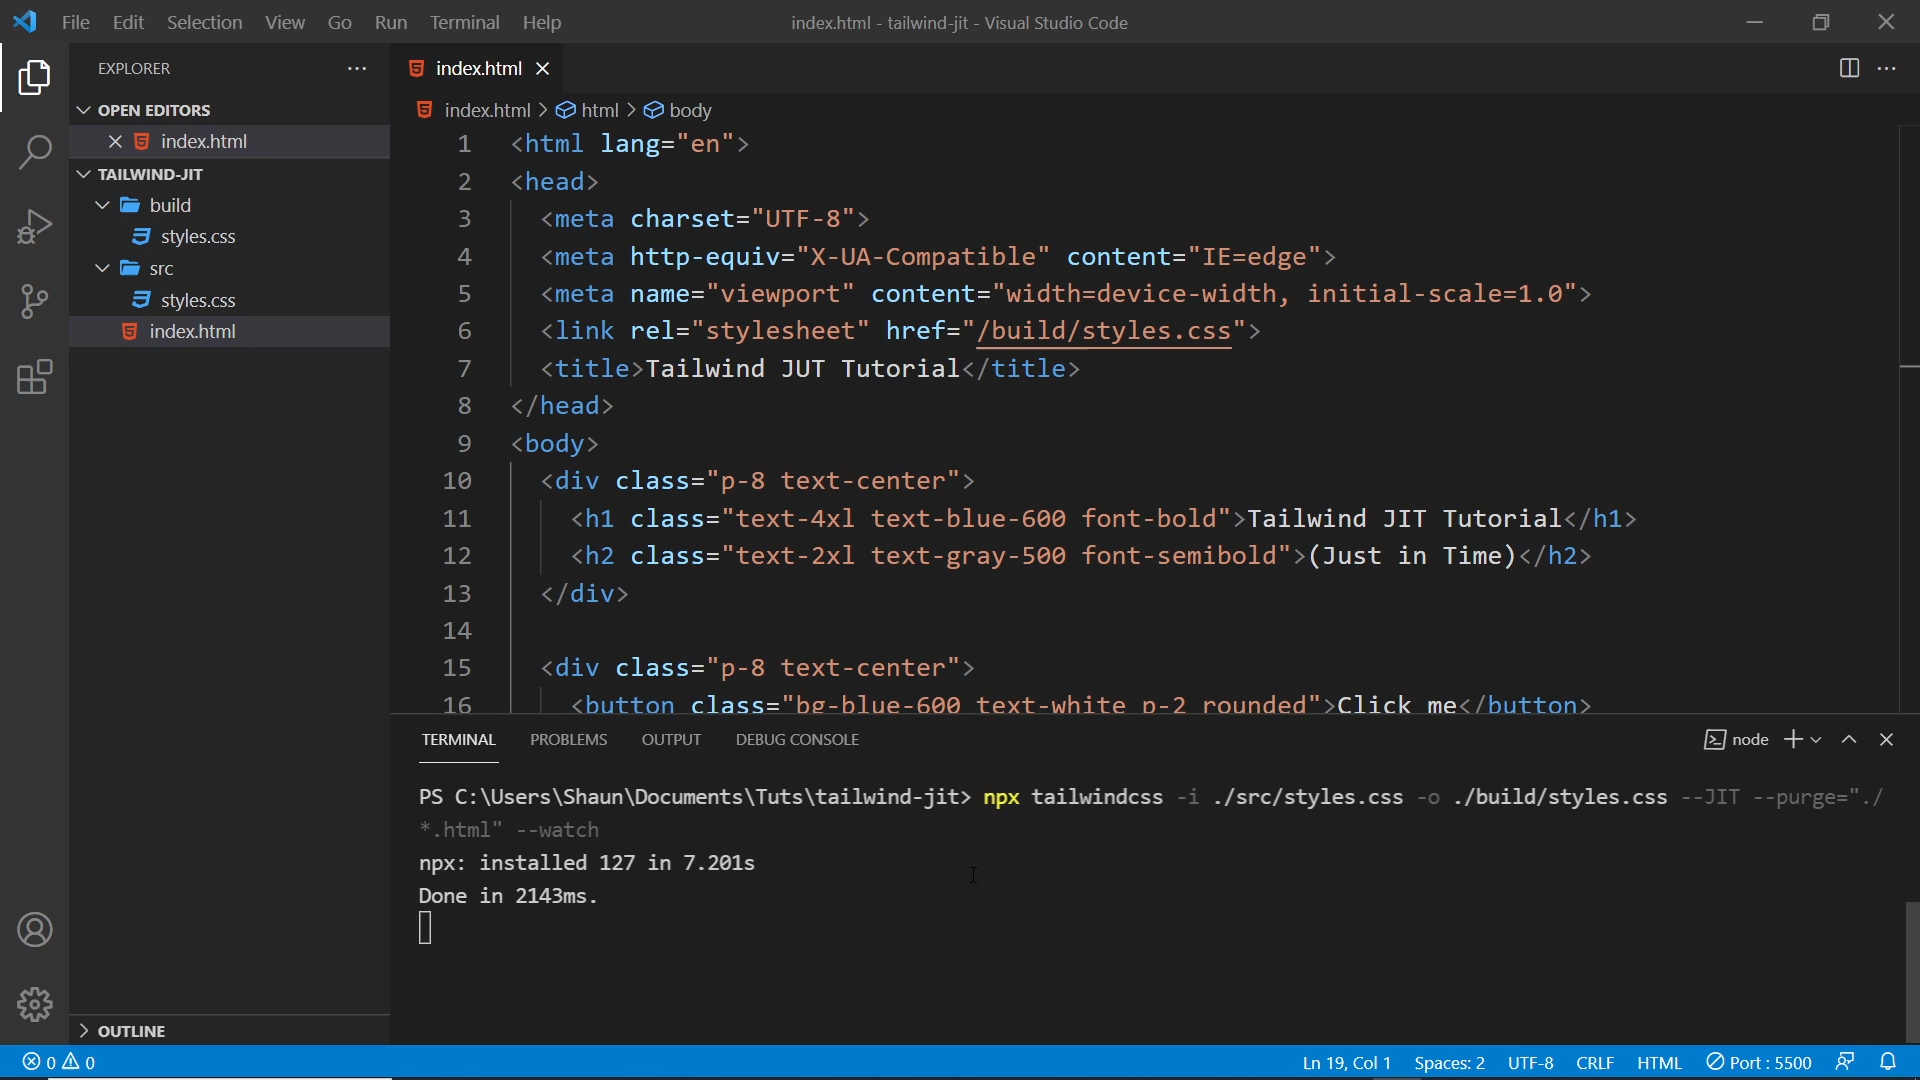 File Edit Selection View Go Run Terminal Help
index.html - tailwind-jit - Visual Studio Code
EXPLORER
OPEN EDITORS
index.html
TAILWIND-JIT
build
styles.css
src
styles.css
index.html
OUTLINE
index.html
index.html > html > body
1 <html lang="en">
2 <head>
3 <meta charset="UTF-8">
4 <meta http-equiv="X-UA-Compatible" content="IE=edge">
5 <meta name="viewport" content="width=device-width, initial-scale=1.0">
6 <link rel="stylesheet" href="/build/styles.css">
7 <title>Tailwind JUT Tutorial</title>
8 </head>
9 <body>
10 <div class="p-8 text-center">
11 <h1 class="text-4xl text-blue-600 font-bold">Tailwind JIT Tutorial</h1>
12 <h2 class="text-2xl text-gray-500 font-semibold">(Just in Time)</h2>
13 </div>
14
15 <div class="p-8 text-center">
16 <button class="bg-blue-600 text-white p-2 rounded">Click me</button>
TERMINAL PROBLEMS OUTPUT DEBUG CONSOLE
node
PS C:\Users\Shaun\Documents\Tuts\tailwind-jit> npx tailwindcss -i ./src/styles.css -o ./build/styles.css --JIT --purge="./
*.html" --watch
npx: installed 127 in 7.201s
Done in 2143ms.
0 0
Ln 19, Col 1 Spaces: 2 UTF-8 CRLF HTML Port : 5500